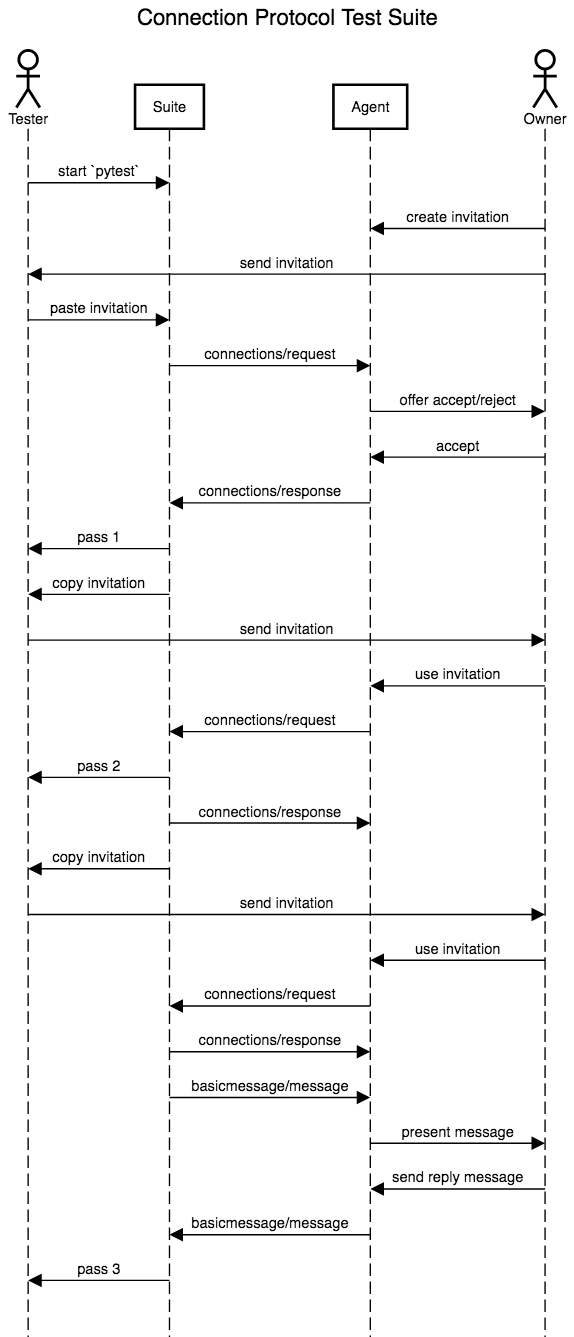 Connection Protocol Test Suite
Tester
Suite
Agent
Owner
start `pytest`
create invitation
send invitation
paste invitation
connections/request
offer accept/reject
accept
connections/response
pass 1
copy invitation
send invitation
use invitation
connections/request
pass 2
connections/response
copy invitation
send invitation
use invitation
connections/request
connections/response
basicmessage/message
present message
send reply message
basicmessage/message
pass 3